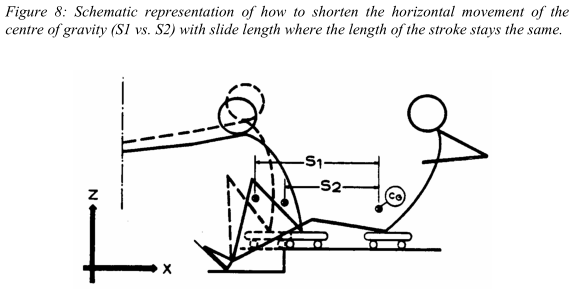 Figure 8: Schematic representation of how to shorten the horizontal movement of the
centre of gravity (S1 vs. S2) with slide length where the length of the stroke stays the same.
S1
S2
CG
Z
X